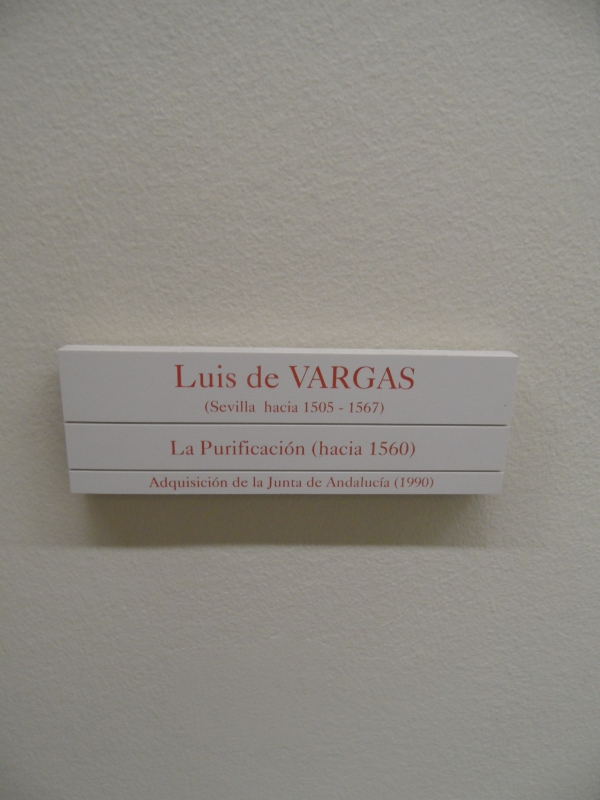 Luis de VARGAS
(Sevilla hacia 1505 - 1567)
La Purificación (hacia 1560)
Adquisición de la Junta de Andalucía (1990)